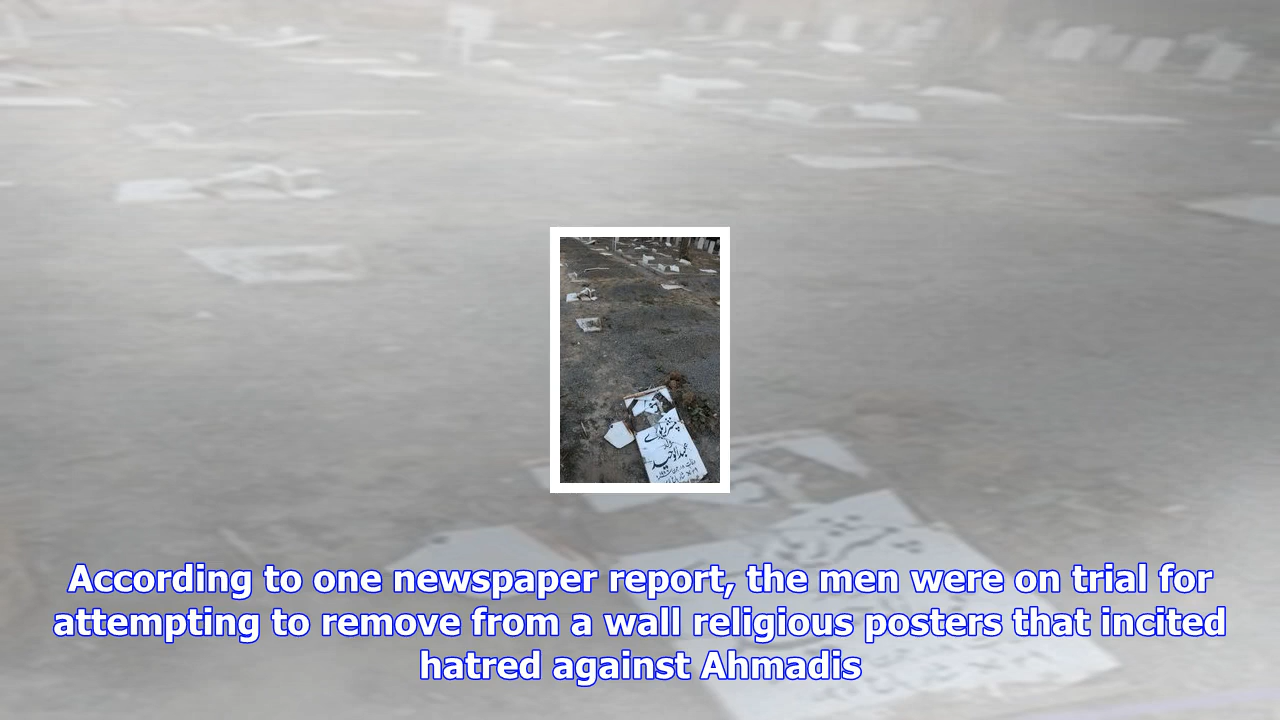 عبدالوحید
According to one newspaper report, the men were on trial for
attempting to remove from a wall religious posters that incited
hatred against Ahmadis